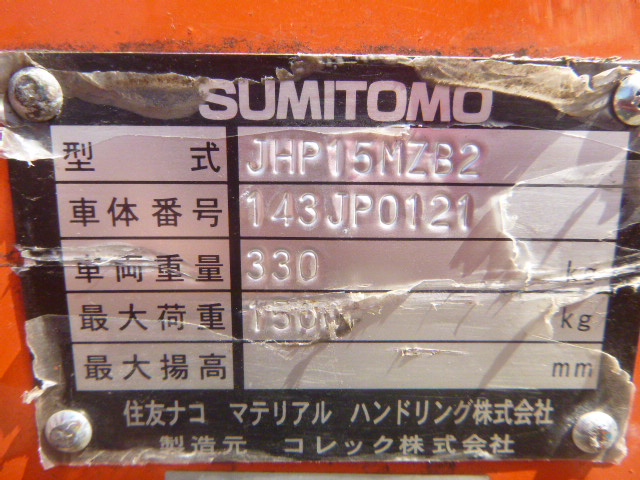 SUMITOMO
型式 JHP15MZB2
車体番号 143JP0121
車両重量 330 kg
最大荷重 1500 kg
最大揚高 mm
住友ナコ マテリアル ハンドリング株式会社
製造元 コレック株式会社